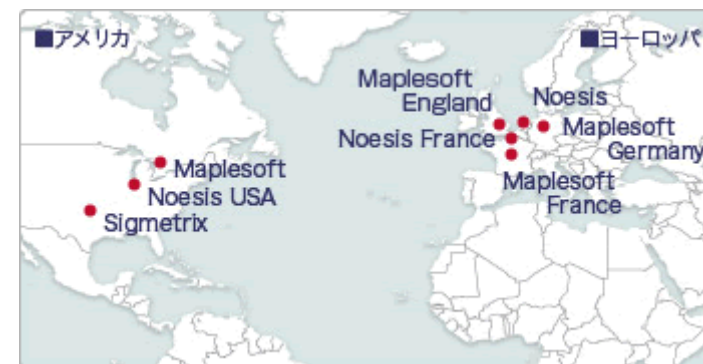 ■アメリカ
■ヨーロッパ
Maplesoft
England
Noesis
Noesis France
Maplesoft
Germany
Maplesoft
France
Maplesoft
Noesis USA
Sigmetrix